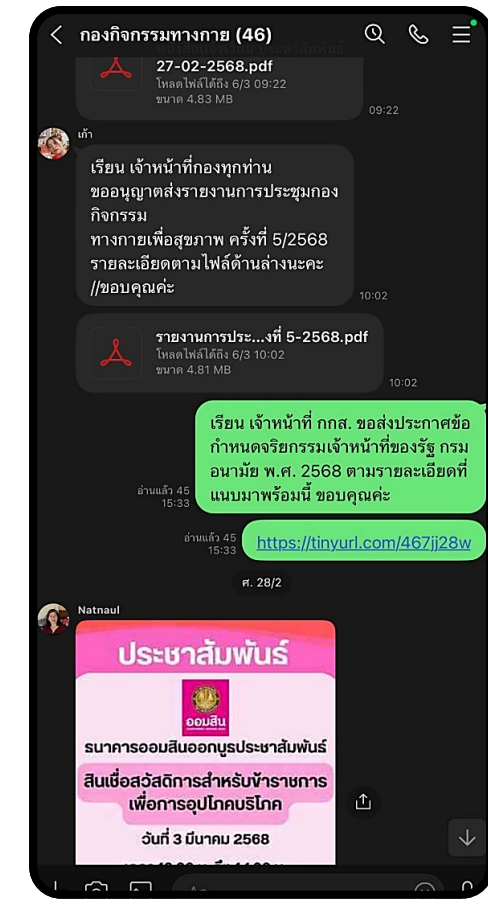 กองกิจกรรมทางกาย (46)
27-02-2568.pdf
โหลดไฟล์ได้ถึง 6/3 09:22
ขนาด 4.83 MB
09:22
เก๋า
เรียน เจ้าหน้าที่กองทุกท่าน
ขออนุญาตส่งรายงานการประชุมกอง
กิจกรรม
ทางกายเพื่อสุขภาพ ครั้งที่ 5/2568
รายละเอียดตามไฟล์ด้านล่างนะคะ
//ขอบคุณค่ะ
10:02
รายงานการประ...งที่ 5-2568.pdf
โหลดไฟล์ได้ถึง 6/3 10:02
ขนาด 4.81 MB
10:02
เรียน เจ้าหน้าที่ กกส. ขอส่งประกาศข้อ
กำหนดจริยกรรมเจ้าหน้าที่ของรัฐ กรม
อนามัย พ.ศ. 2568 ตามรายละเอียดที่
แนบมาพร้อมนี้ ขอบคุณค่ะ
อ่านแล้ว 45
15:33
https://tinyurl.com/467jj28w
อ่านแล้ว 45
15:33
ศ. 28/2
Natnaul
ประชาสัมพันธ์
ออมสิน
ธนาคารออมสินออกบูธประชาสัมพันธ์
สินเชื่อสวัสดิการสำหรับข้าราชการ
เพื่อการอุปโภคบริโภค
วันที่ 3 มีนาคม 2568